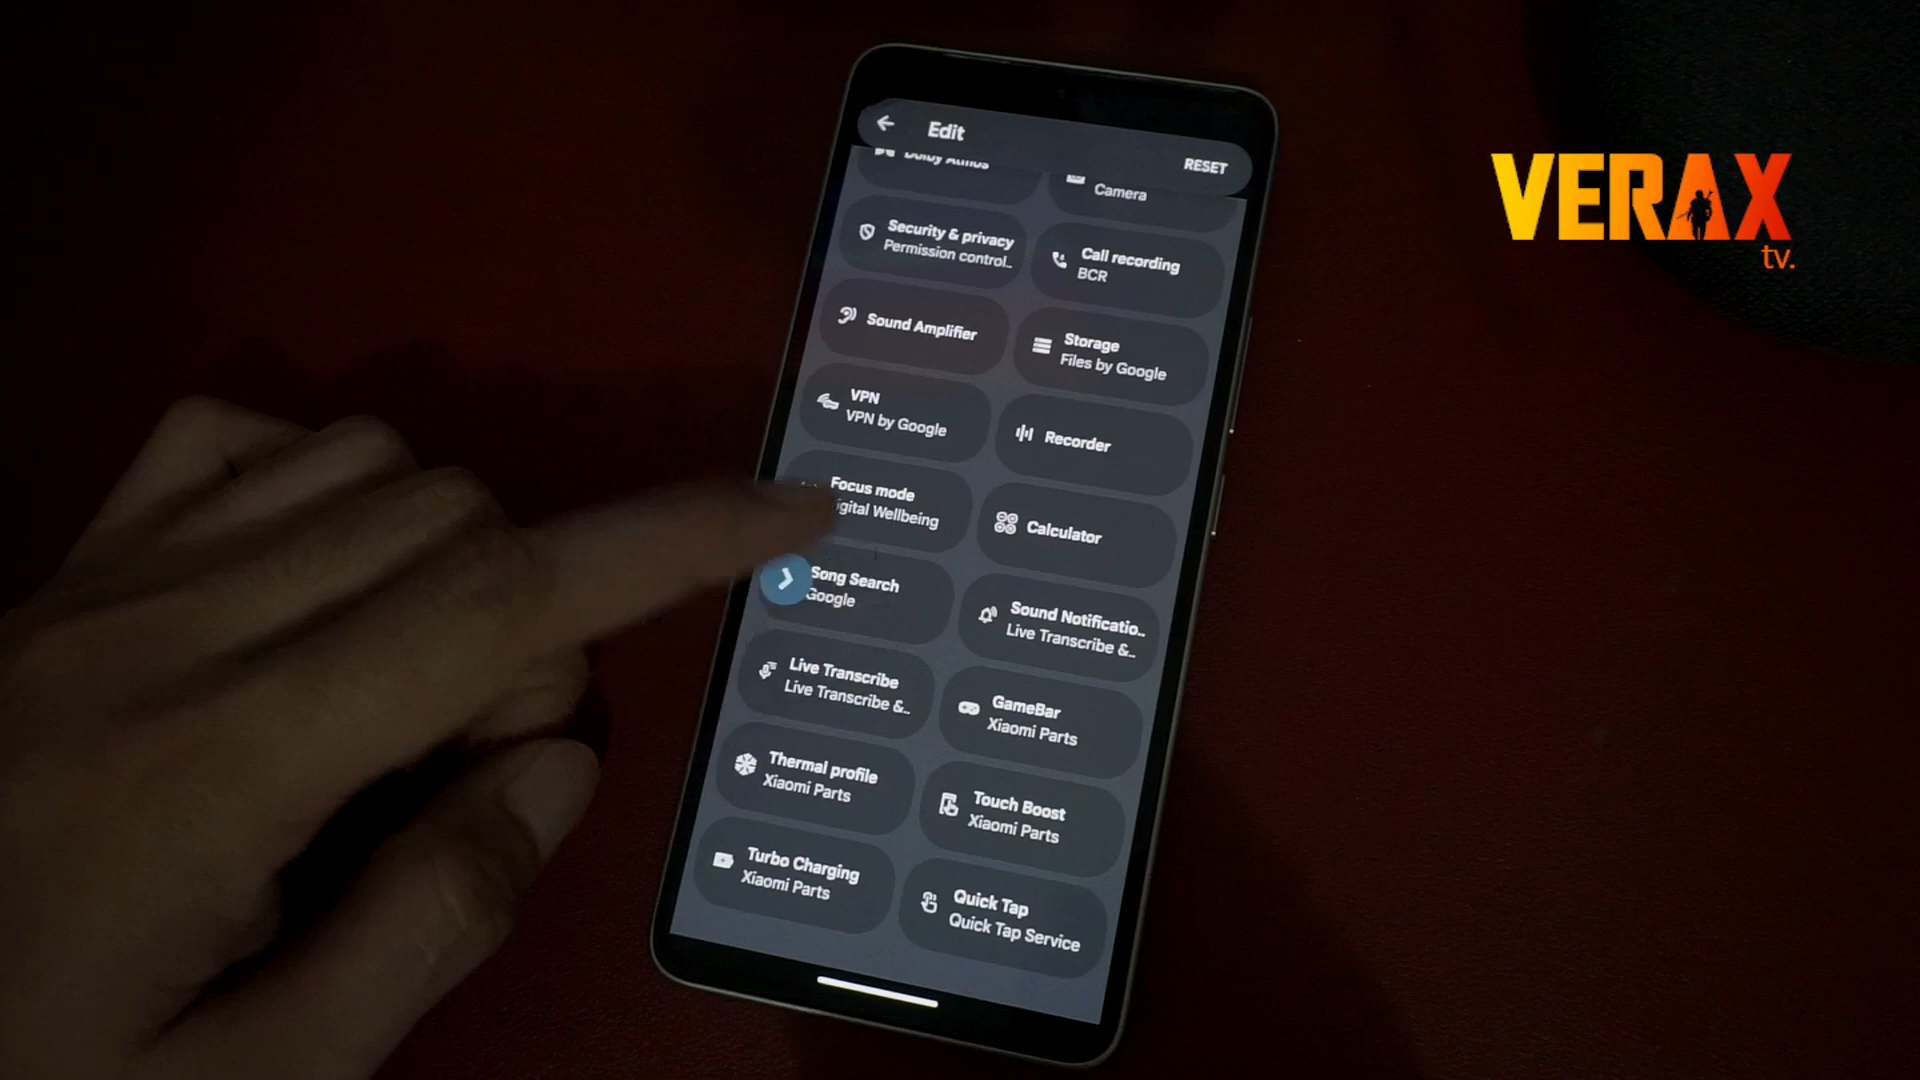 Edit
RESET
Dolby Atmos
Camera
Security & privacy
Permission control..
Call recording
BCR
Sound Amplifier
Storage
Files by Google
VPN
VPN by Google
Recorder
Focus mode
igital Wellbeing
Calculator
Song Search
Google
Sound Notificatio..
Live Transcribe &..
Live Transcribe
Live Transcribe &..
GameBar
Xiaomi Parts
Thermal profile
Xiaomi Parts
Touch Boost
Xiaomi Parts
Turbo Charging
Xiaomi Parts
Quick Tap
Quick Tap Service
VERAX
tv.